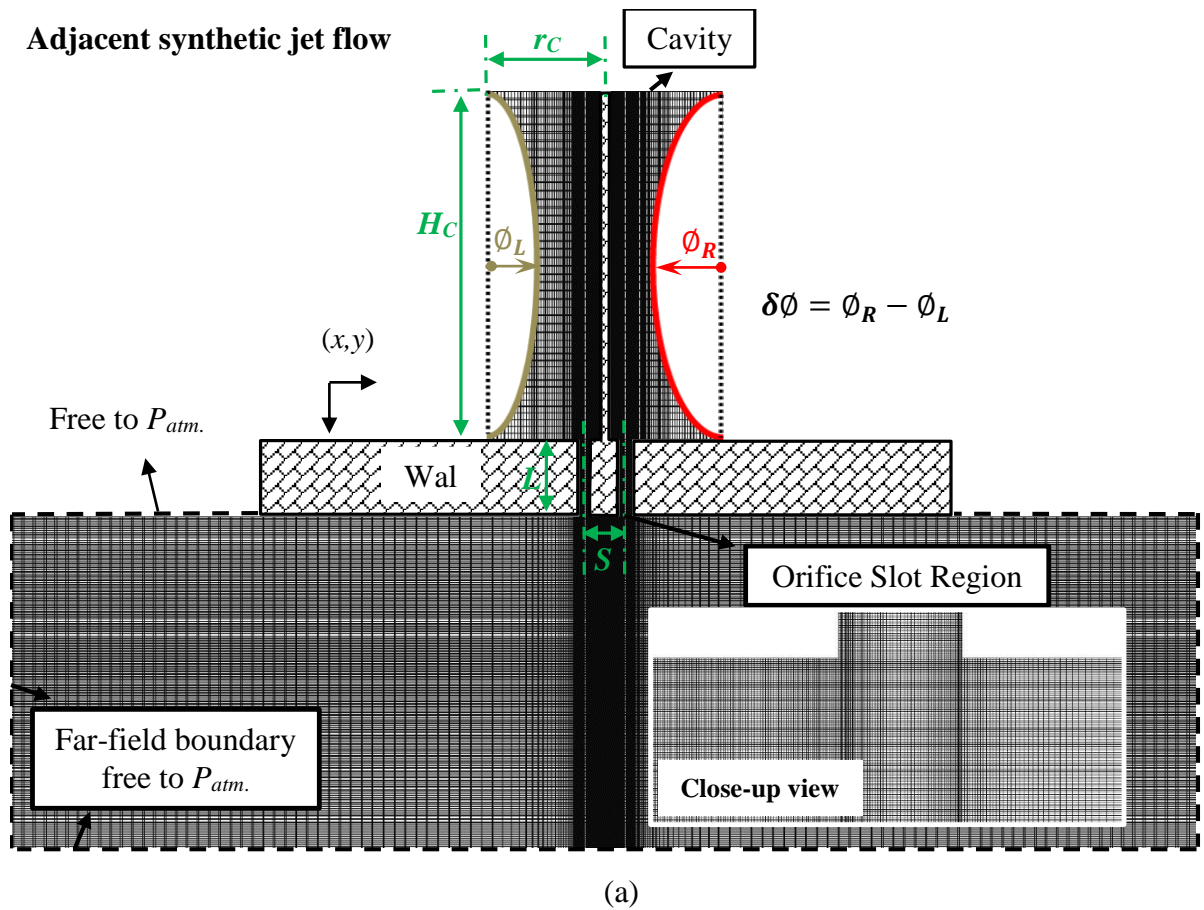 Adjacent synthetic jet flow
r_C
Cavity
H_C
∅_L
∅_R
δ∅ = ∅_R − ∅_L
(x,y)
Free to P_atm.
Wal
L
S
Orifice Slot Region
Far-field boundary
free to P_atm.
Close-up view
(a)